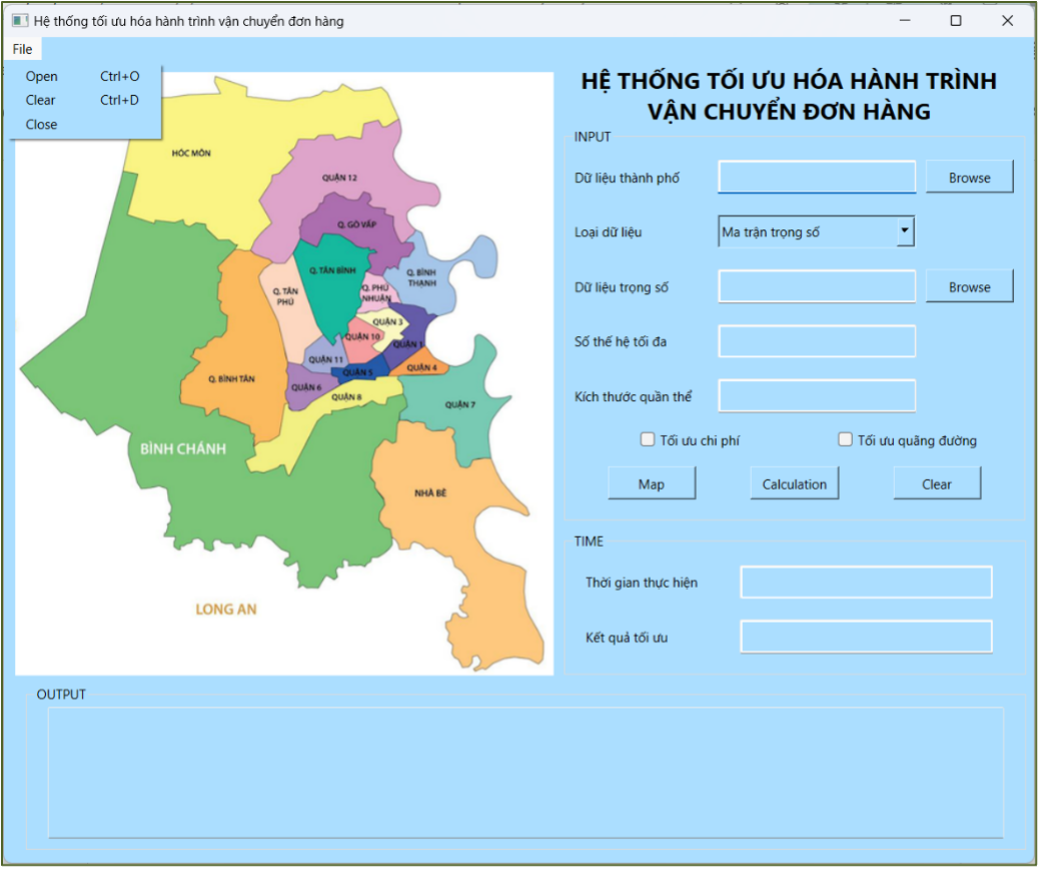 Hệ thống tối ưu hóa hành trình vận chuyển đơn hàng
File
Open Ctrl+O
Clear Ctrl+D
Close
HÓC MÔN
QUẬN 12
Q. GÒ VẤP
Q. TÂN BÌNH
Q. BÌNH
THẠNH
Q. TÂN
PHÚ
Q. PHÚ
NHUẬN
QUẬN 3
QUẬN 10
QUẬN 1
QUẬN 11
QUẬN 5
QUẬN 4
Q. BÌNH TÂN
QUẬN 6
QUẬN 8
QUẬN 7
BÌNH CHÁNH
NHÀ BÈ
LONG AN
HỆ THỐNG TỐI ƯU HÓA HÀNH TRÌNH
VẬN CHUYỂN ĐƠN HÀNG
INPUT
Dữ liệu thành phố Browse
Loại dữ liệu Ma trận trọng số
Dữ liệu trọng số Browse
Số thế hệ tối đa
Kích thước quần thể
Tối ưu chi phí Tối ưu quãng đường
Map Calculation Clear
TIME
Thời gian thực hiện
Kết quả tối ưu
OUTPUT